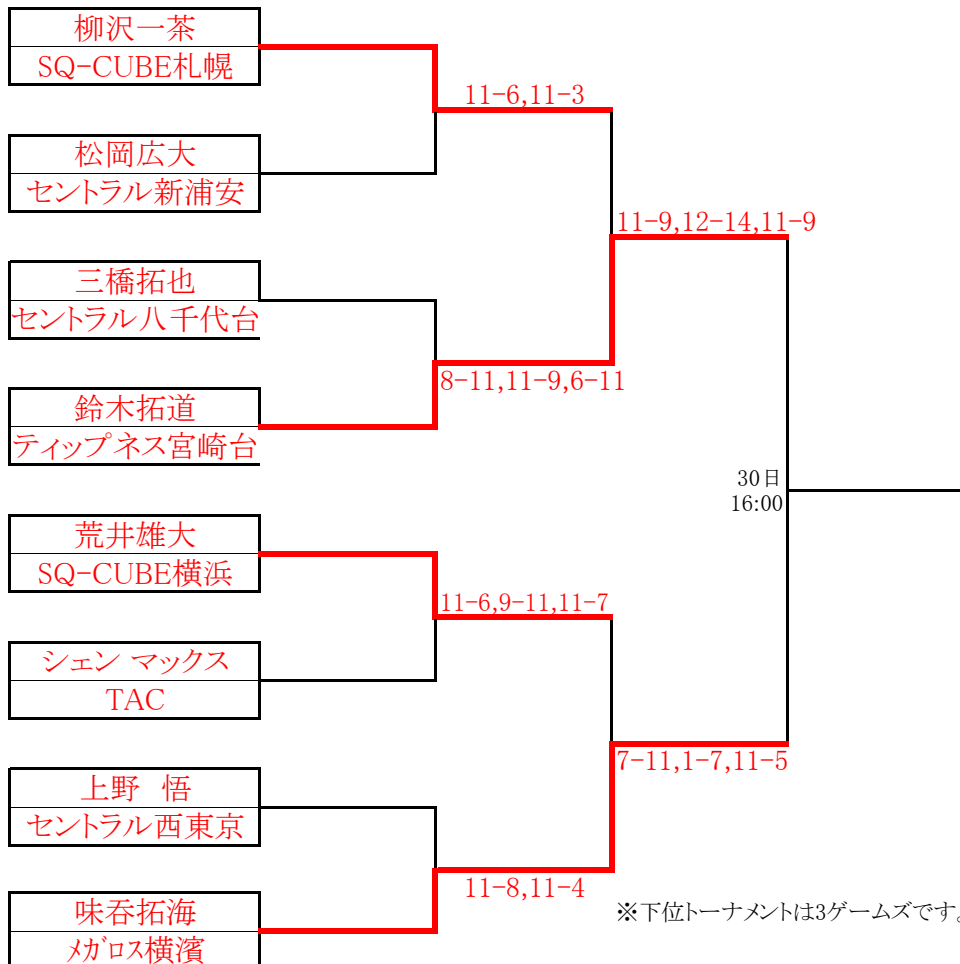 柳沢一茶
SQ-CUBE札幌
11-6,11-3
松岡広大
セントラル新浦安
11-9,12-14,11-9
三橋拓也
セントラル八千代台
8-11,11-9,6-11
鈴木拓道
ティップネス宮崎台
30日
16:00
荒井雄大
SQ-CUBE横浜
11-6,9-11,11-7
シェン マックス
TAC
7-11,1-7,11-5
上野 悟
セントラル西東京
11-8,11-4
味呑拓海
メガロス横濱
※下位トーナメントは3ゲームズです。